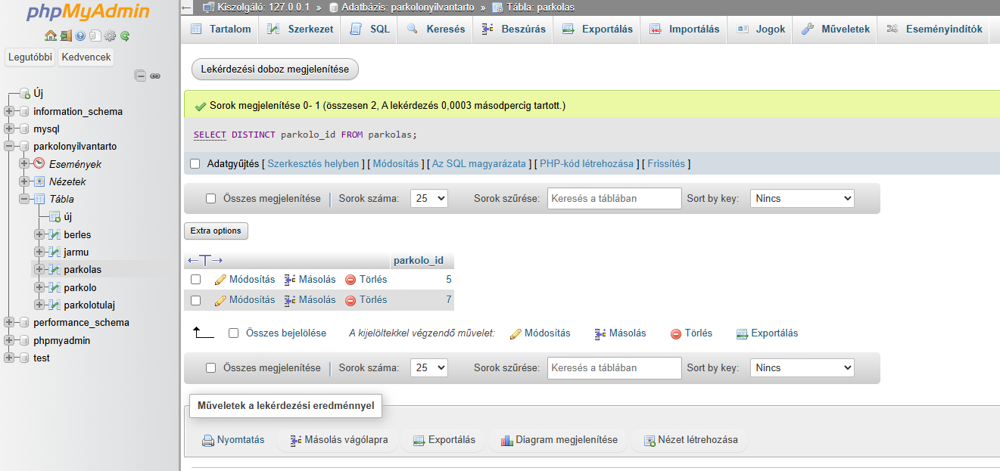 phpMyAdmin
Legutóbbi Kedvencek
Új
information_schema
mysql
parkolonyilvantarto
Események
Nézetek
Tábla
új
berles
jarmu
parkolas
parkolo
parkolotulaj
performance_schema
phpmyadmin
test
← Kiszolgáló: 127.0.0.1 » Adatbázis: parkolonyilvantarto » Tábla: parkolas
Tartalom Szerkezet SQL Keresés Beszúrás Exportálás Importálás Jogok Műveletek Eseményindítók
Lekérdezési doboz megjelenítése
Sorok megjelenítése 0- 1 (összesen 2, A lekérdezés 0,0003 másodpercig tartott.)
SELECT DISTINCT parkolo_id FROM parkolas;
Adatgyűjtés [ Szerkesztés helyben ] [ Módosítás ] [ Az SQL magyarázata ] [ PHP-kód létrehozása ] [ Frissítés ]
Összes megjelenítése | Sorok száma: 25 Sorok szűrése: Keresés a táblában Sort by key: Nincs
Extra options
←T→ parkolo_id
Módosítás Másolás Törlés 5
Módosítás Másolás Törlés 7
Összes bejelölése A kijelöltekkel végzendő művelet: Módosítás Másolás Törlés Exportálás
Összes megjelenítése | Sorok száma: 25 Sorok szűrése: Keresés a táblában Sort by key: Nincs
Műveletek a lekérdezési eredménnyel
Nyomtatás Másolás vágólapra Exportálás Diagram megjelenítése Nézet létrehozása